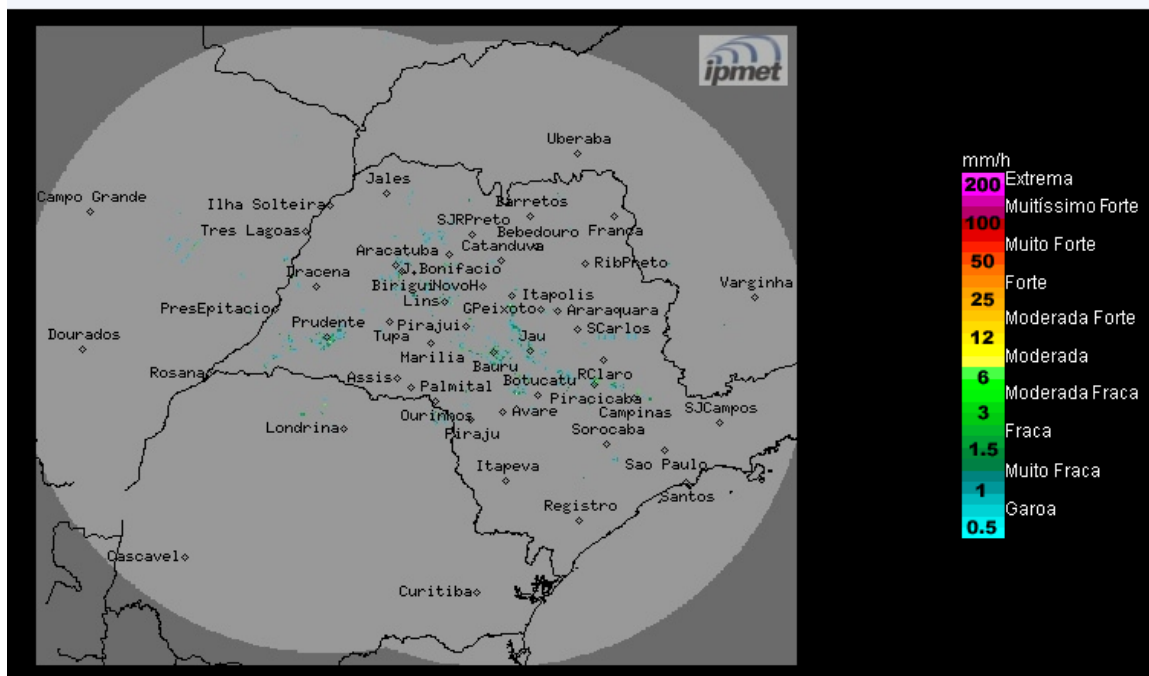 ipmet
Uberaba
Jales
Campo Grande
Ilha Solteira
Barretos
SJRPreto
Tres Lagoas
Bebedouro Franca
Catanduva
Aracatuba
J.Bonifacio
RibPreto
Dracena
Varginha
BiriguiNovoH
Itapolis
Lins
PresEpitacio
GPeixoto
Araraquara
Prudente
Pirajui
SCarlos
Dourados
Tupa
Jau
Marilia
Bauru
Rosana
Assis
Botucatu
RClaro
Palmital
Piracicaba
SJCampos
Ourinhos
Avare
Campinas
Londrina
Piraju
Sorocaba
Itapeva
Sao Paulo
Santos
Registro
Cascavel
Curitiba
mm/h
200 Extrema
Muitíssimo Forte
100
Muito Forte
50
Forte
25
Moderada Forte
12
Moderada
6
Moderada Fraca
3
Fraca
1.5
Muito Fraca
1
Garoa
0.5